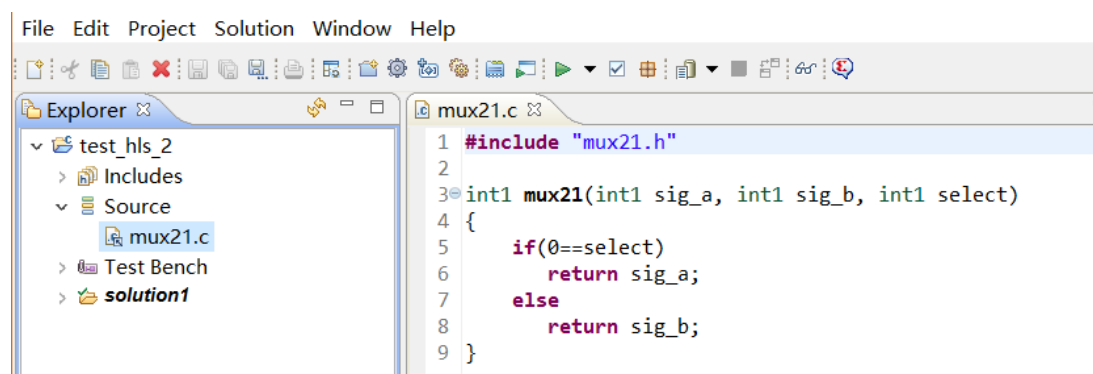 File Edit Project Solution Window Help
Explorer
test_hls_2
Includes
Source
mux21.c
Test Bench
solution1
mux21.c
1 #include "mux21.h"
2
3 int1 mux21(int1 sig_a, int1 sig_b, int1 select)
4 {
5     if(0==select)
6        return sig_a;
7     else
8        return sig_b;
9 }